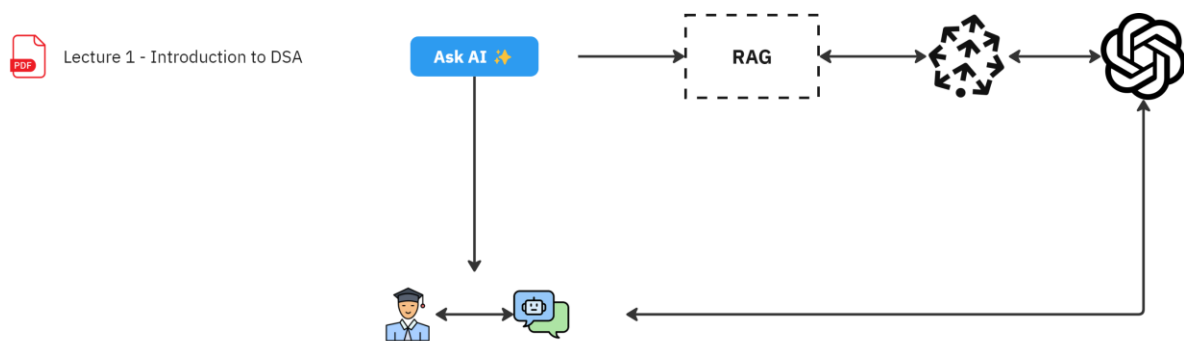 PDF
Lecture 1 - Introduction to DSA
Ask AI ✨
RAG